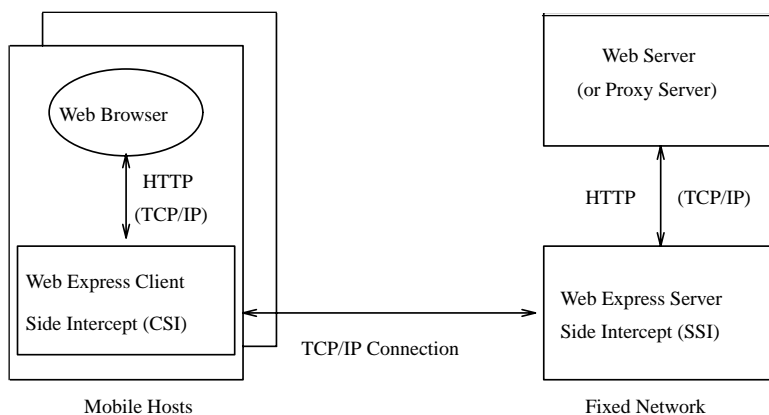 Web Browser
HTTP
(TCP/IP)
Web Express Client
Side Intercept (CSI)
Mobile Hosts
TCP/IP Connection
Web Server
(or Proxy Server)
HTTP (TCP/IP)
Web Express Server
Side Intercept (SSI)
Fixed Network